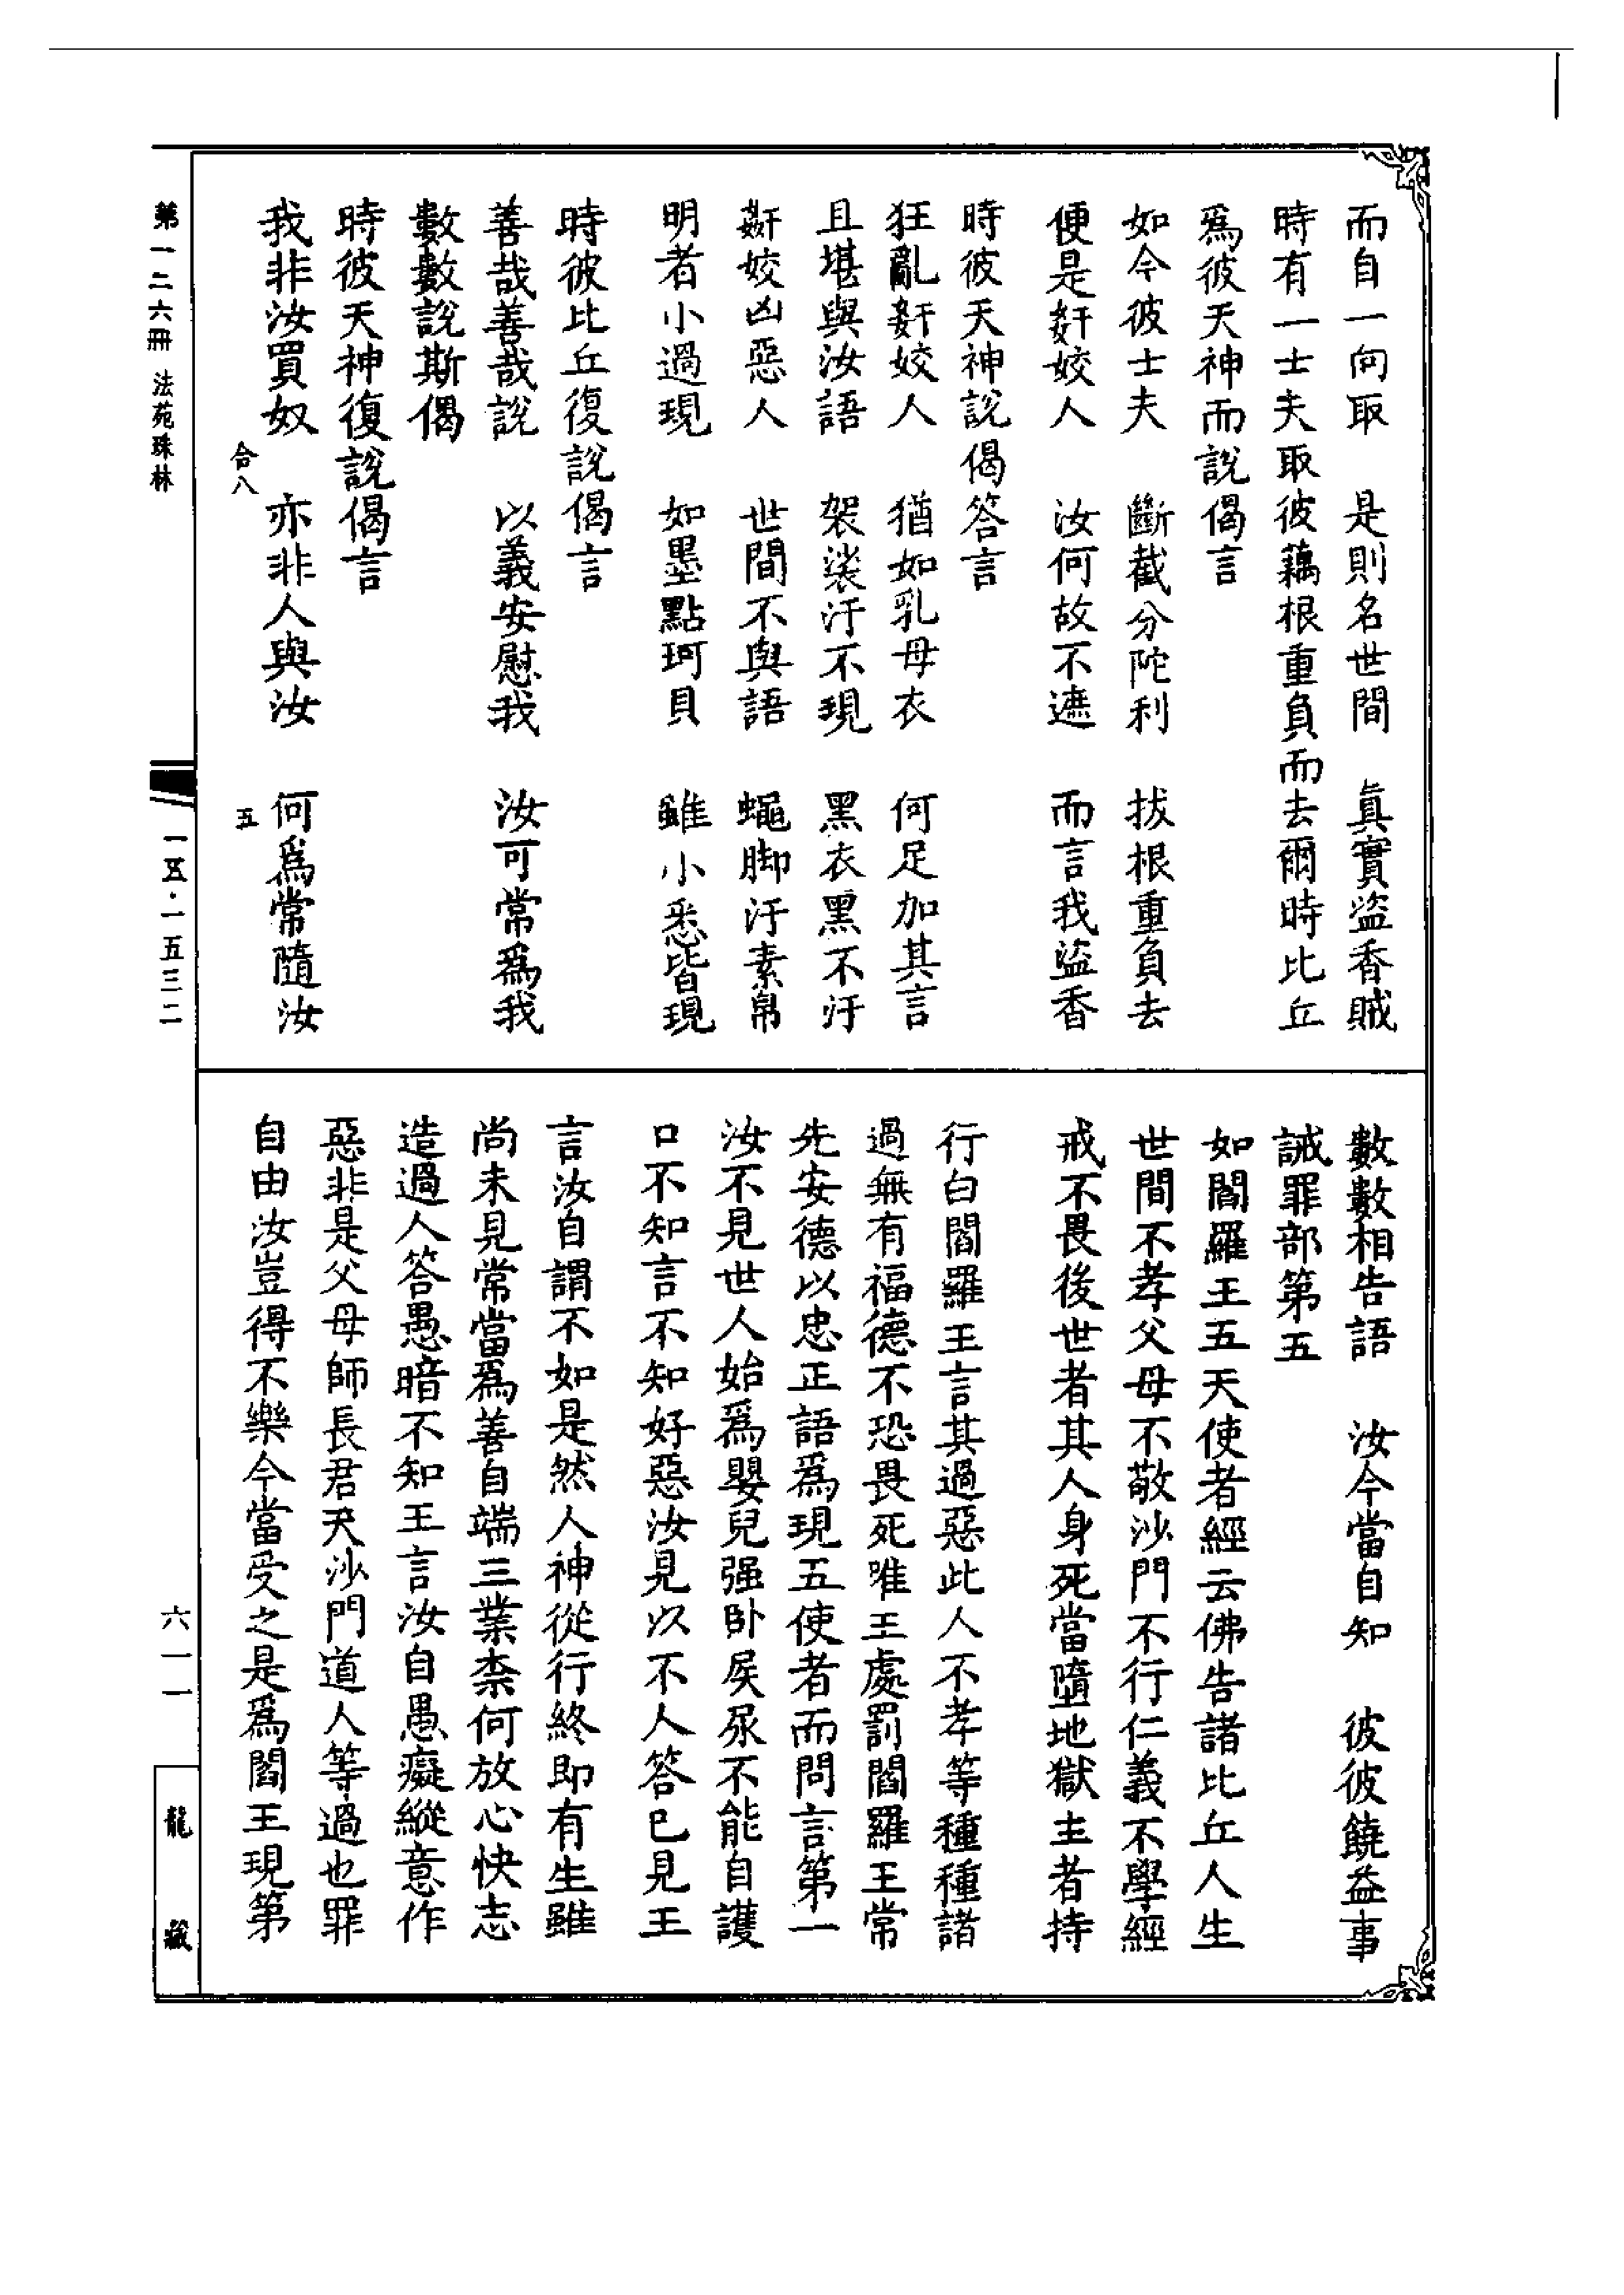 而自一向取　是則名世間　眞實盜香賊
時有一士夫取彼藕根重負而去爾時比丘
爲彼天神而說偈言
如今彼士夫　斷截分陀利　拔根重負去
便是姧姣人　汝何故不遮　而言我盜香
時彼天神說偈答言
狂亂姧姣人　猶如乳母衣　何足加其言
且堪與汝語　袈裟汙不現　黑衣黑不汙
姧姣凶惡人　世間不與語　蠅脚汙素帛
明者小過現　如墨點珂貝　雖小悉皆現
時彼比丘復說偈言
善哉善哉說　以義安慰我　汝可常爲我
數數說斯偈
時彼天神復說偈言
我非汝買奴　亦非人與汝　何爲常隨汝
合八　五
數數相告語　汝今當自知　彼彼饒益事
誡罪部第五
如閻羅王五天使者經云佛告諸比丘人生
世間不孝父母不敬沙門不行仁義不學經
戒不畏後世者其人身死當墮地獄主者持
行白閻羅王言其過惡此人不孝等種種諸
過無有福德不恐畏死唯王處罰閻羅王常
先安德以忠正語爲現五使者而問言第一
汝不見世人始爲嬰兒强卧屎尿不能自護
口不知言不知好惡汝見以不人答已見王
言汝自謂不如是然人神從行終即有生雖
尚未見常當爲善自端三業柰何放心快志
造過人答愚暗不知王言汝自愚癡縱意作
惡非是父母師長君天沙門道人等過也罪
自由汝豈得不樂今當受之是爲閻王現第
第一二六冊　法苑珠林
一五·一五三二
六一一
龍藏